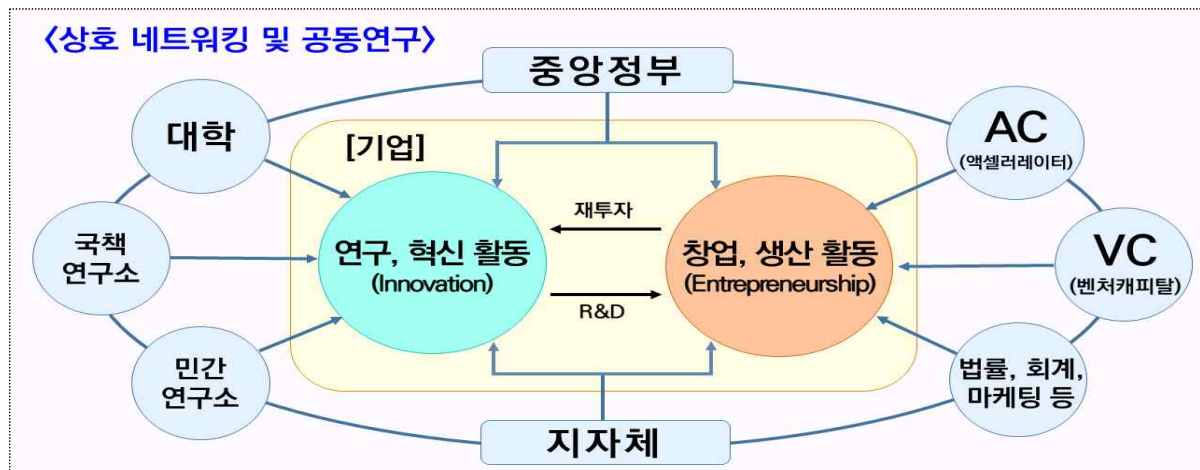 <상호 네트워킹 및 공동연구>
중앙정부
대학
국책
연구소
민간
연구소
[기업]
연구, 혁신 활동
(Innovation)
재투자
R&D
창업, 생산 활동
(Entrepreneurship)
AC
(액셀러레이터)
VC
(벤처캐피탈)
법률, 회계,
마케팅 등
지자체